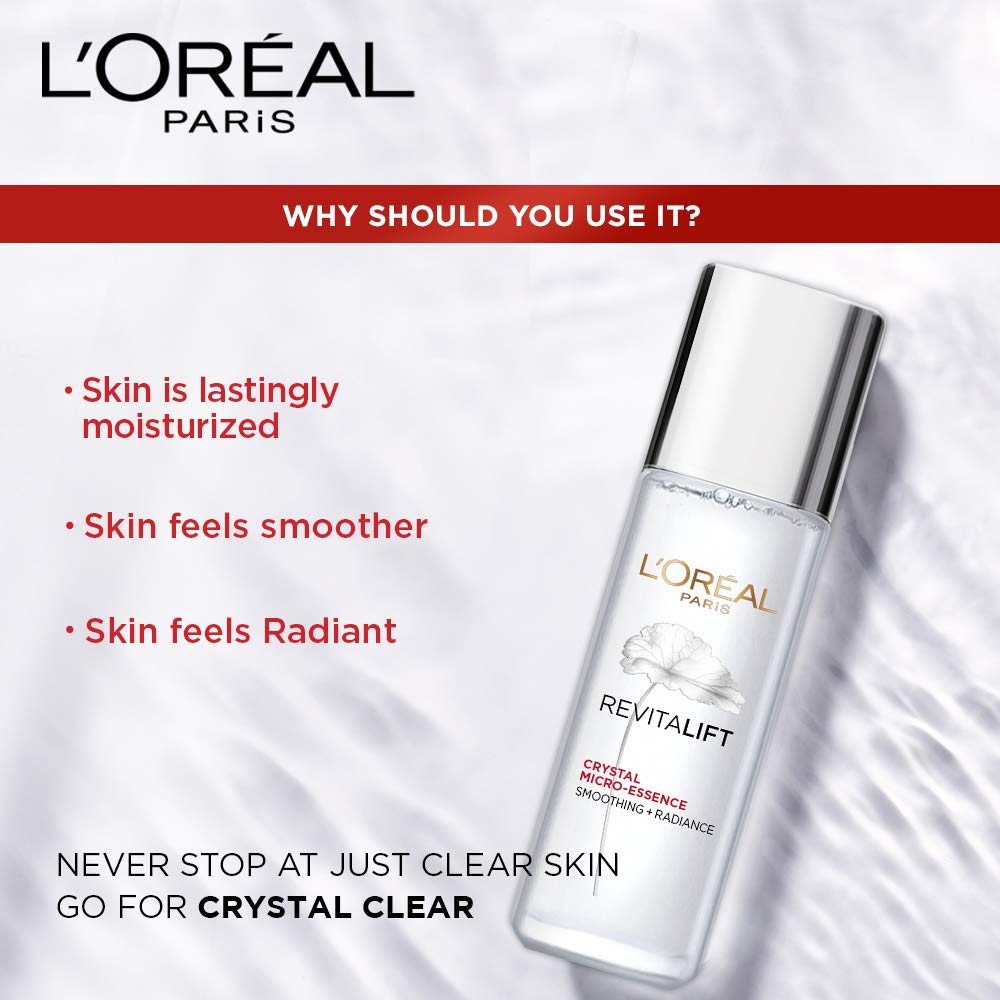 L'ORÉAL
PARiS
WHY SHOULD YOU USE IT?
• Skin is lastingly
moisturized
• Skin feels smoother
• Skin feels Radiant
L'ORÉAL
PARiS
REVITALIFT
CRYSTAL
MICRO-ESSENCE
SMOOTHING + RADIANCE
NEVER STOP AT JUST CLEAR SKIN
GO FOR CRYSTAL CLEAR